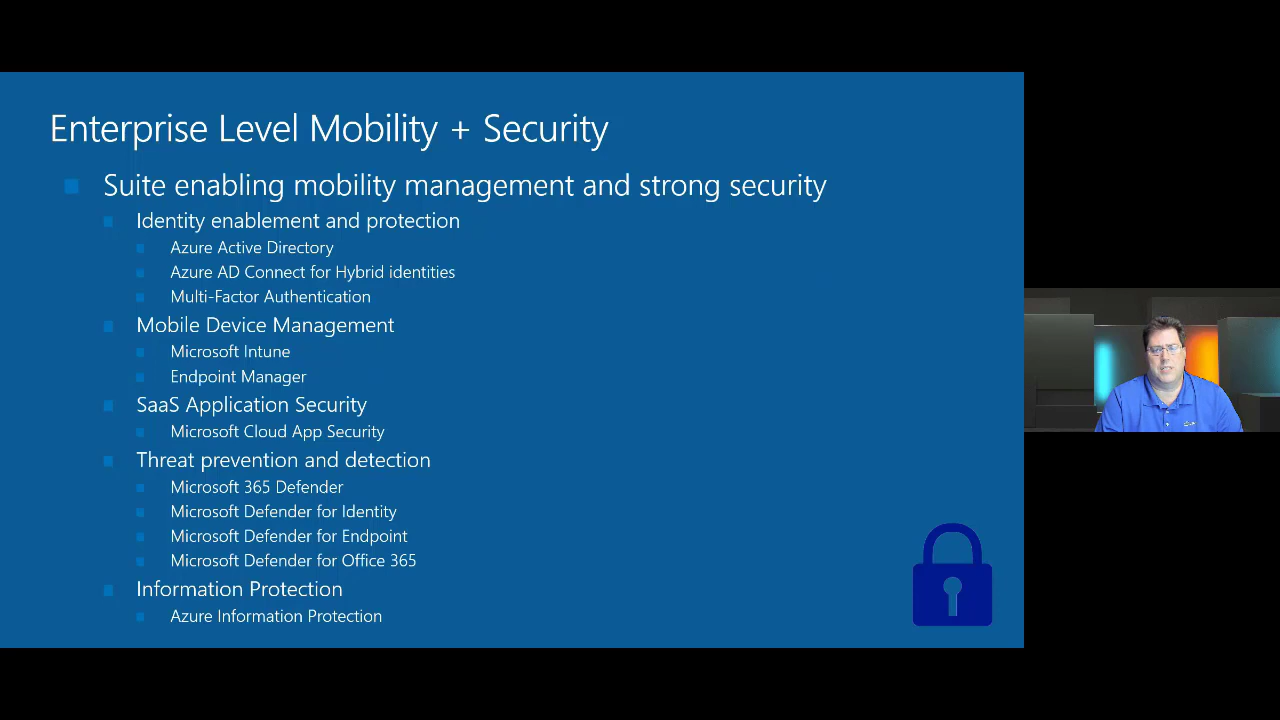 Enterprise Level Mobility + Security
Suite enabling mobility management and strong security
Identity enablement and protection
Azure Active Directory
Azure AD Connect for Hybrid identities
Multi-Factor Authentication
Mobile Device Management
Microsoft Intune
Endpoint Manager
SaaS Application Security
Microsoft Cloud App Security
Threat prevention and detection
Microsoft 365 Defender
Microsoft Defender for Identity
Microsoft Defender for Endpoint
Microsoft Defender for Office 365
Information Protection
Azure Information Protection